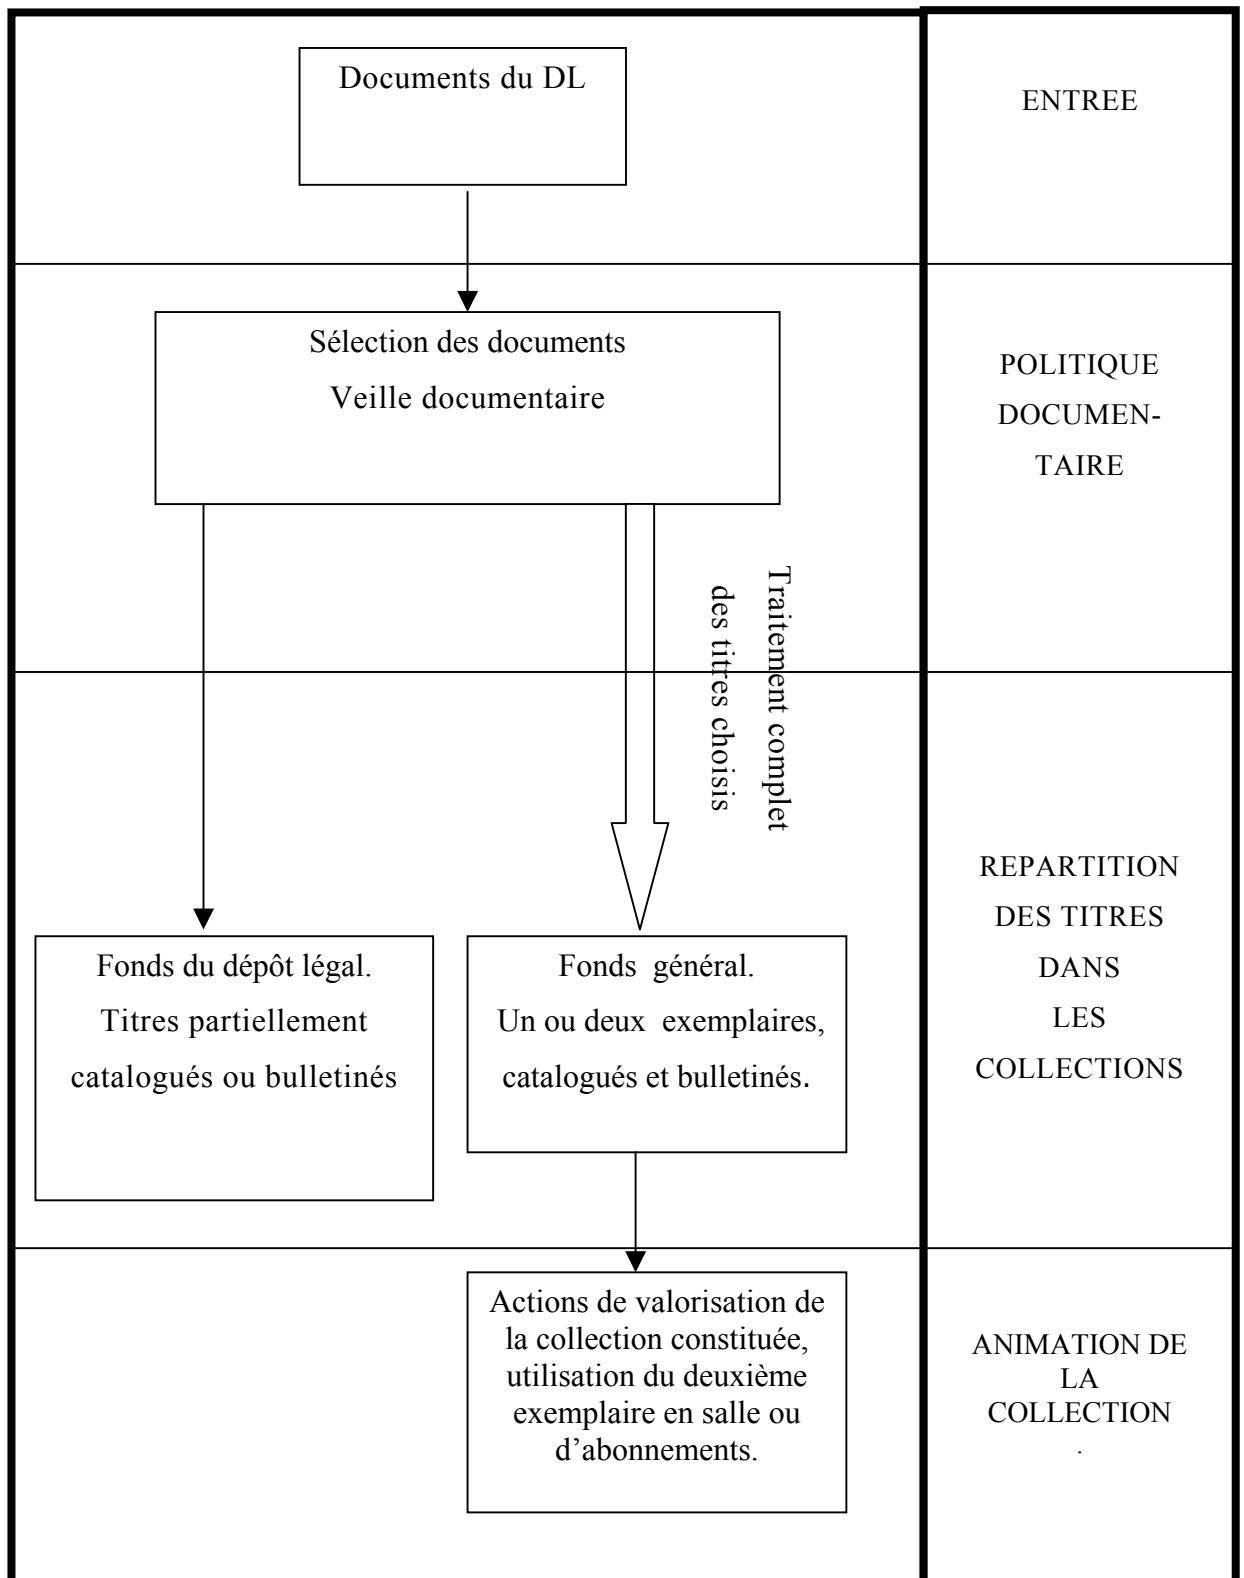 Documents du DL
ENTREE
Sélection des documents
Veille documentaire
POLITIQUE
DOCUMEN-
TAIRE
Traitement complet
des titres choisis
Fonds du dépôt légal.
Titres partiellement
catalogués ou bulletinés
Fonds général.
Un ou deux exemplaires,
catalogués et bulletinés.
REPARTITION
DES TITRES
DANS
LES
COLLECTIONS
Actions de valorisation de
la collection constituée,
utilisation du deuxième
exemplaire en salle ou
d’abonnements.
ANIMATION DE
LA
COLLECTION
.